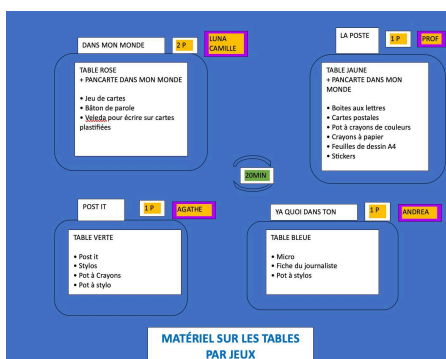 DANS MON MONDE
2 P
LUNA
CAMILLE
TABLE ROSE
+ PANCARTE DANS MON MONDE
• Jeu de cartes
• Bâton de parole
• Veleda pour écrire sur cartes
plastifiées
LA POSTE
1 P
PROF
TABLE JAUNE
+ PANCARTE DANS MON
MONDE
• Boites aux lettres
• Cartes postales
• Pot à crayons de couleurs
• Crayons à papier
• Feuilles de dessin A4
• Stickers
20MIN
POST IT
1 P
AGATHE
TABLE VERTE
• Post it
• Stylos
• Pot à Crayons
• Pot à stylo
YA QUOI DANS TON
1 P
ANDREA
TABLE BLEUE
• Micro
• Fiche du journaliste
• Pot à stylos
MATÉRIEL SUR LES TABLES
PAR JEUX